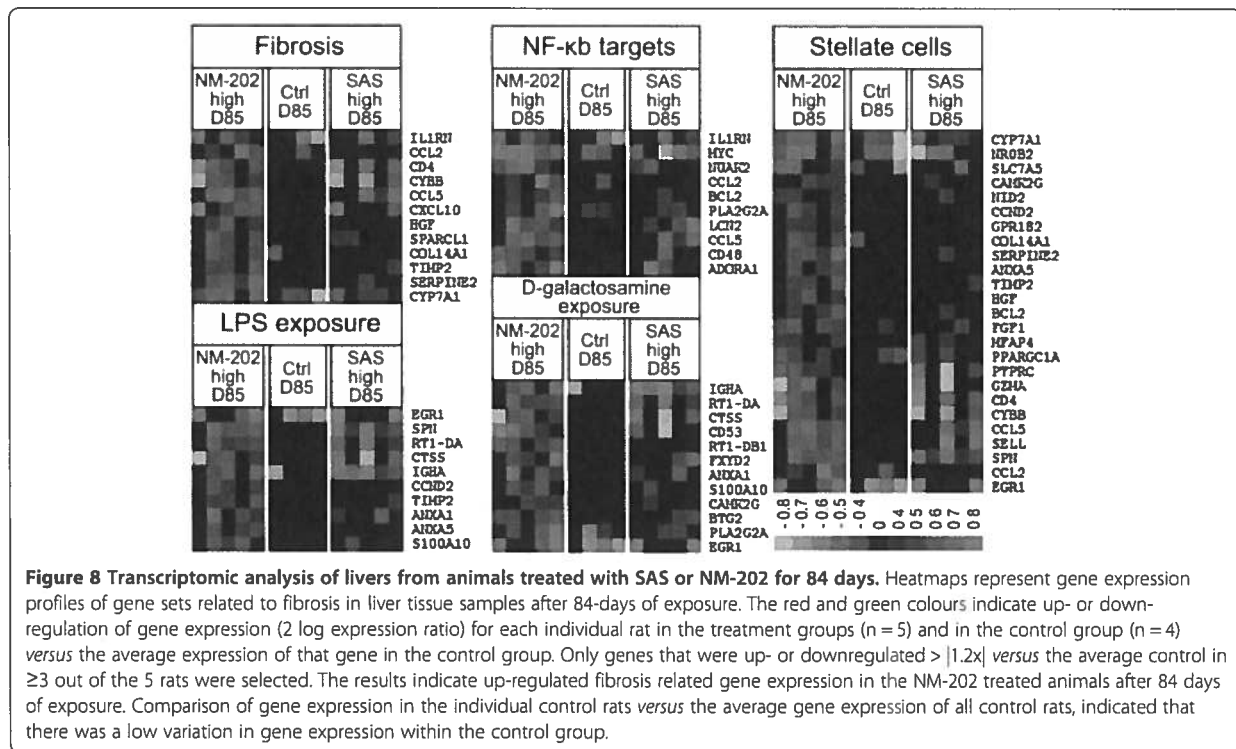 Fibrosis
NM-202
high
D85
Ctrl
D85
SAS
high
D85
IL1RN
CCL2
CD4
CYBB
CCL5
CXCL10
HGF
SPARCL1
COL14A1
TIMP2
SERPINE2
CYP7A1
LPS exposure
NM-202
high
D85
Ctrl
D85
SAS
high
D85
EGR1
SPN
RT1-DA
CTSS
IGHA
CCND2
TIMP2
ANXA1
ANXA5
S100A10
NF-κb targets
NM-202
high
D85
Ctrl
D85
SAS
high
D85
IL1RN
MYC
NUAK2
CCL2
BCL2
PLA2G2A
LCN2
CCL5
CD48
ADORA1
D-galactosamine
exposure
NM-202
high
D85
Ctrl
D85
SAS
high
D85
IGHA
RT1-DA
CTSS
CD53
RT1-DB1
FXYD2
ANXA1
S100A10
CAMK2G
BTG2
PLA2G2A
EGR1
Stellate cells
NM-202
high
D85
Ctrl
D85
SAS
high
D85
CYP7A1
NR0B2
SLC7A5
CAMK2G
NID2
CCND2
GPR182
COL14A1
SERPINE2
ANXA5
TIMP2
HGF
BCL2
FGF1
MFAP4
PPARGC1A
PTPRC
GZMA
CD4
CYBB
CCL5
SELL
SPN
CCL2
EGR1
-0.8 -0.7 -0.6 -0.5 -0.4 0 0.4 0.5 0.6 0.7 0.8
Figure 8 Transcriptomic analysis of livers from animals treated with SAS or NM-202 for 84 days. Heatmaps represent gene expression
profiles of gene sets related to fibrosis in liver tissue samples after 84-days of exposure. The red and green colours indicate up- or down-
regulation of gene expression (2 log expression ratio) for each individual rat in the treatment groups (n = 5) and in the control group (n = 4)
versus the average expression of that gene in the control group. Only genes that were up- or downregulated > |1.2x| versus the average control in
≥3 out of the 5 rats were selected. The results indicate up-regulated fibrosis related gene expression in the NM-202 treated animals after 84 days
of exposure. Comparison of gene expression in the individual control rats versus the average gene expression of all control rats, indicated that
there was a low variation in gene expression within the control group.